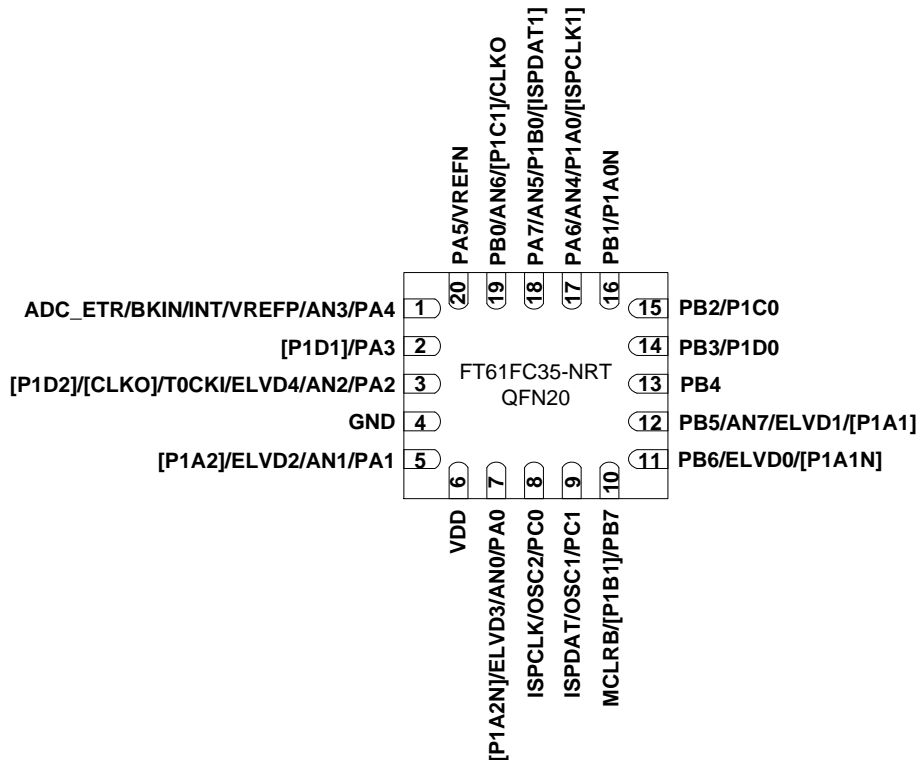 PA5/VREFN
PB0/AN6/[P1C1]/CLKO
PA7/AN5/P1B0/[ISPDAT1]
PA6/AN4/P1A0/[ISPCLK1]
PB1/P1A0N
20
19
18
17
16
ADC_ETR/BKIN/INT/VREFP/AN3/PA4 1
[P1D1]/PA3 2
[P1D2]/[CLKO]/T0CKI/ELVD4/AN2/PA2 3
GND 4
[P1A2]/ELVD2/AN1/PA1 5
FT61FC35-NRT
QFN20
15 PB2/P1C0
14 PB3/P1D0
13 PB4
12 PB5/AN7/ELVD1/[P1A1]
11 PB6/ELVD0/[P1A1N]
6
7
8
9
10
VDD
[P1A2N]/ELVD3/AN0/PA0
ISPCLK/OSC2/PC0
ISPDAT/OSC1/PC1
MCLRB/[P1B1]/PB7